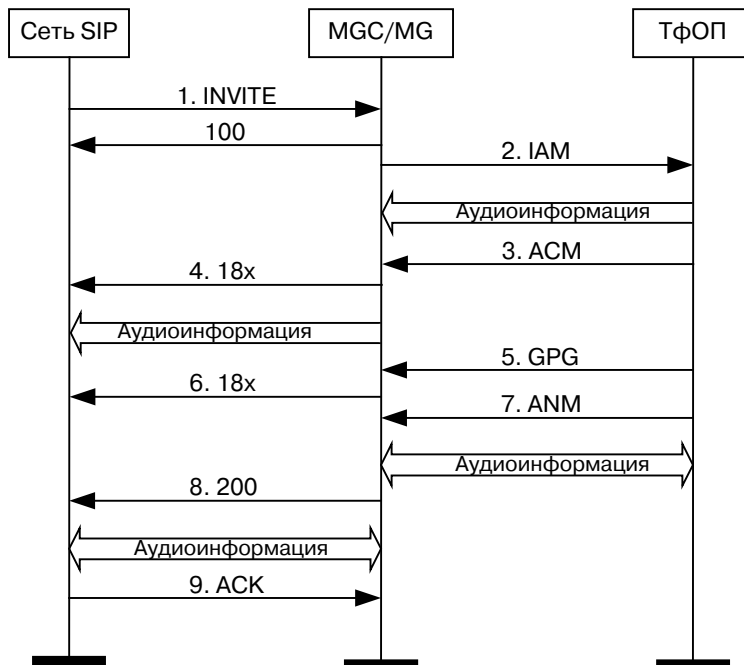 Сеть SIP
MGC/MG
ТфОП
1. INVITE
100
2. IAM
Аудиоинформация
3. ACM
4. 18x
Аудиоинформация
5. GPG
6. 18x
7. ANM
Аудиоинформация
8. 200
Аудиоинформация
9. ACK